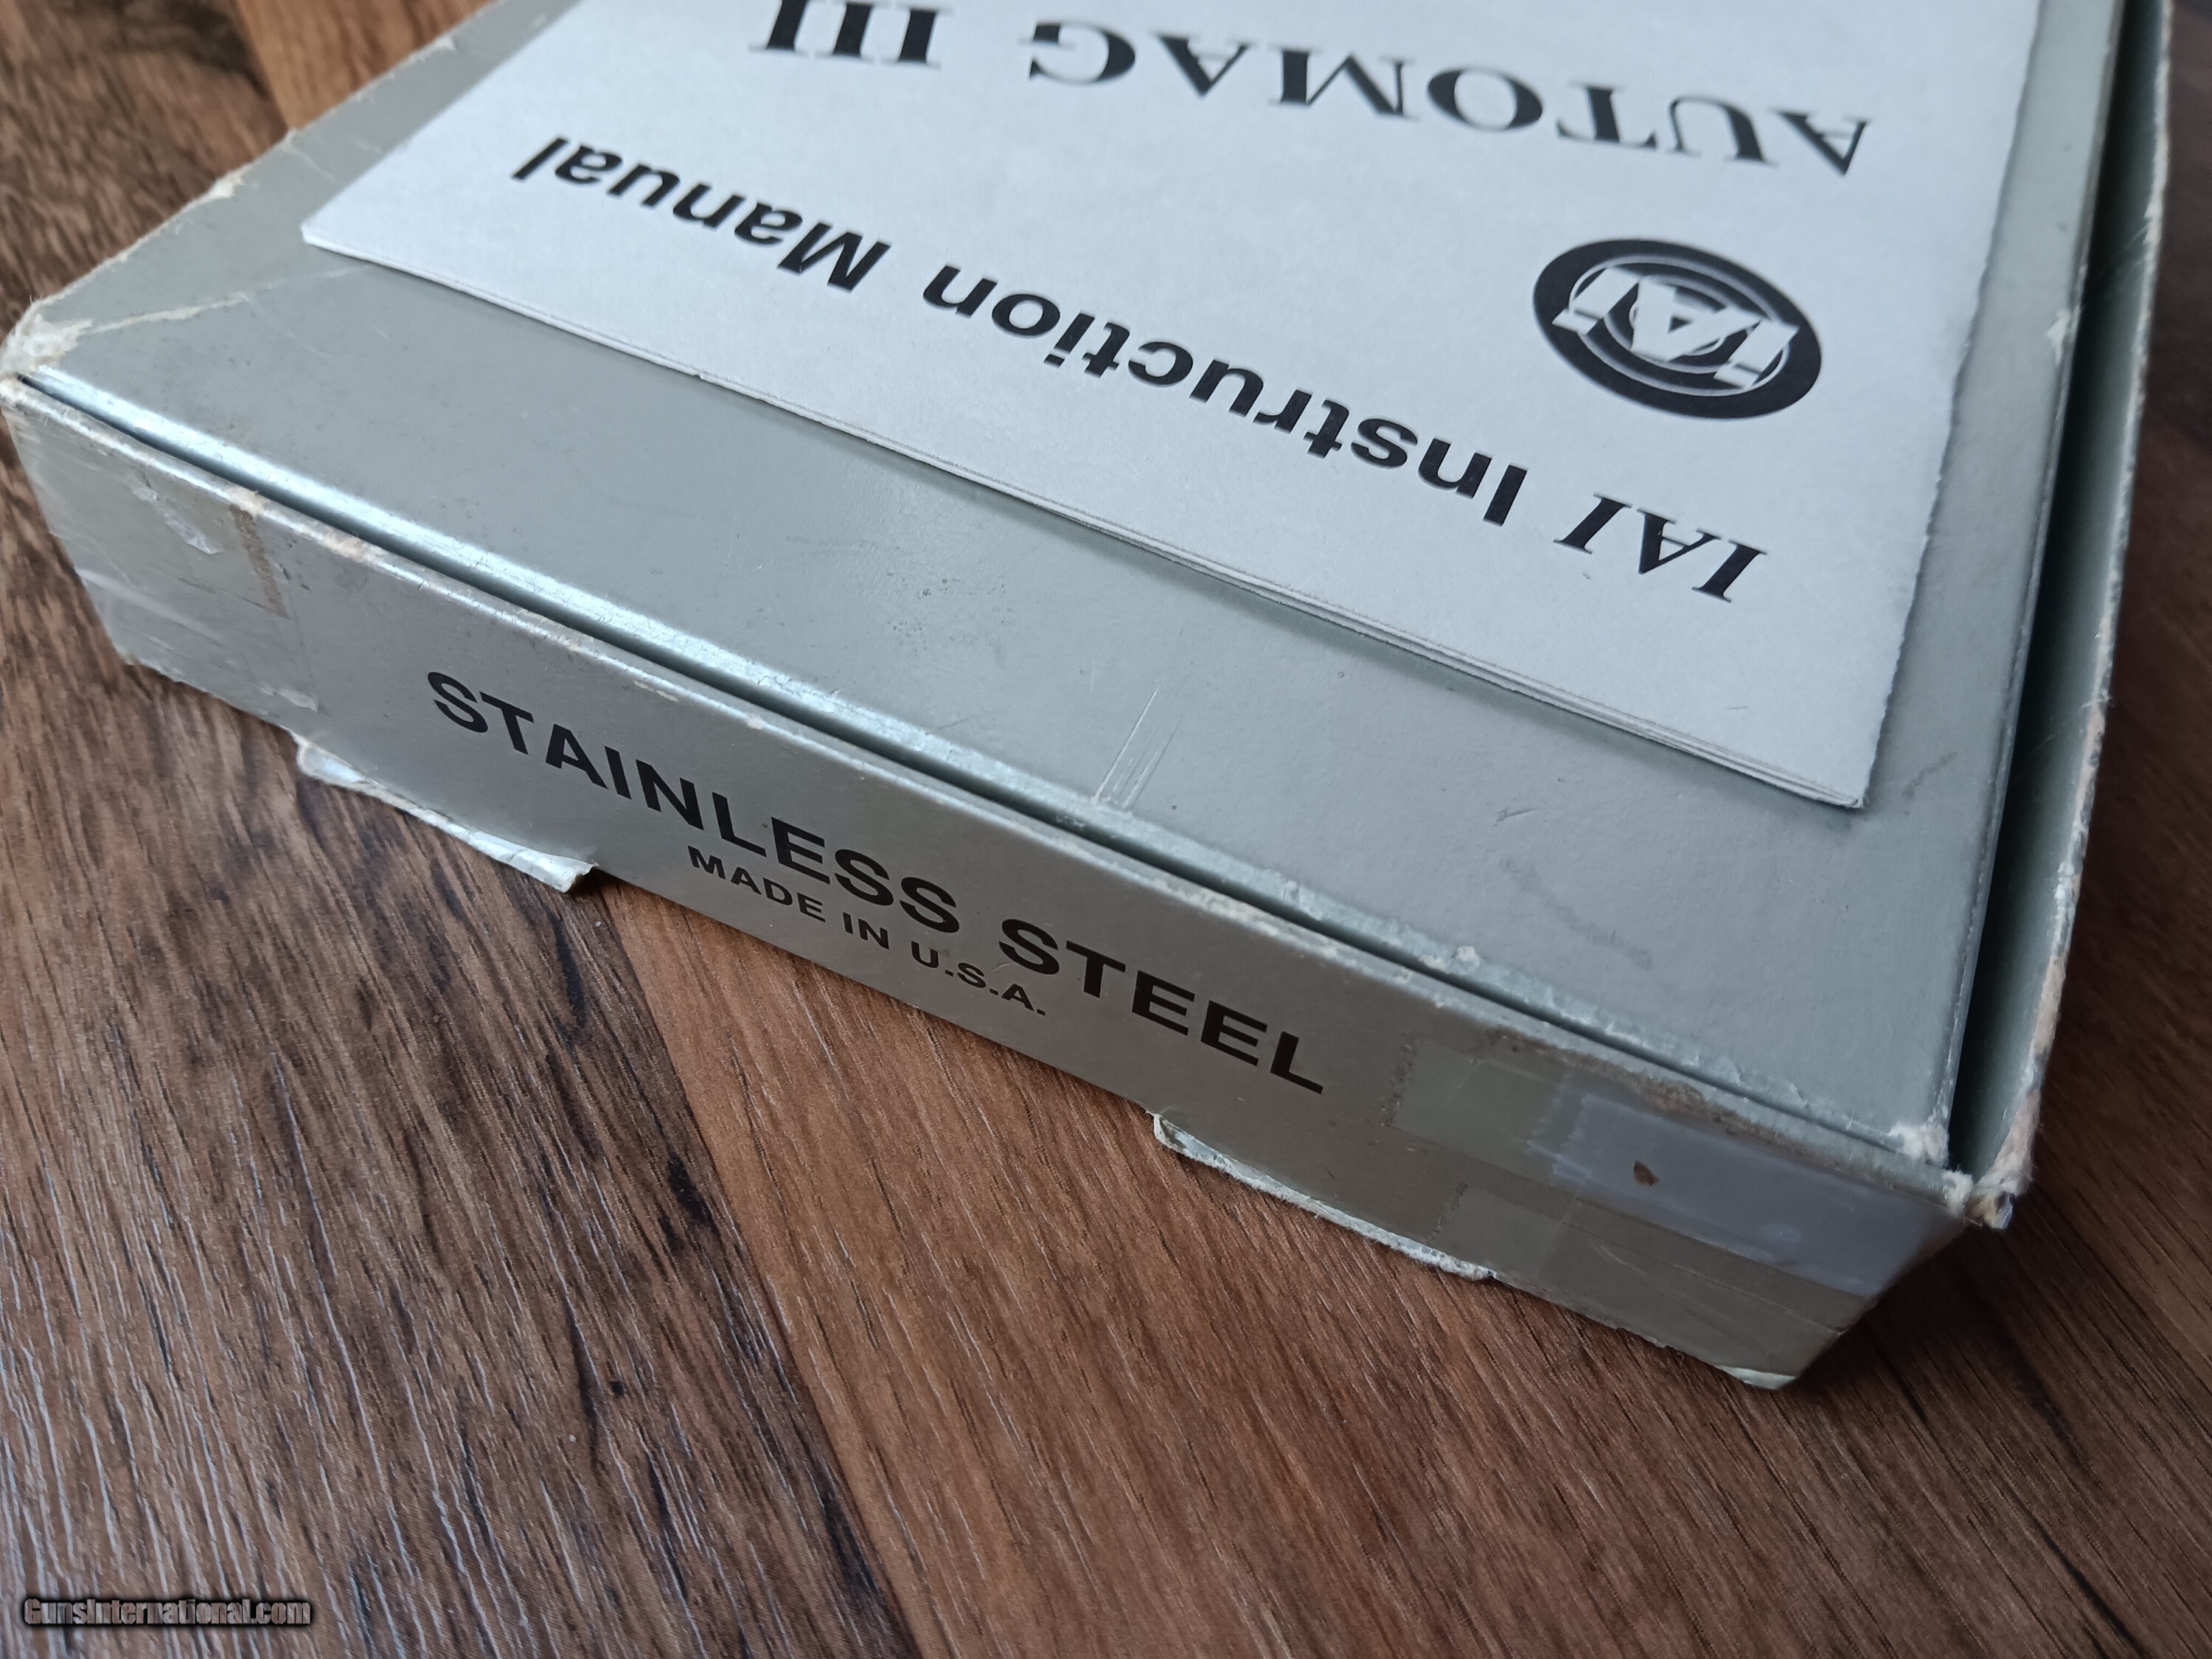 AUTOMAG III
IAI
IAI Instruction Manual
STAINLESS STEEL
MADE IN U.S.A.
GunsInternational.com